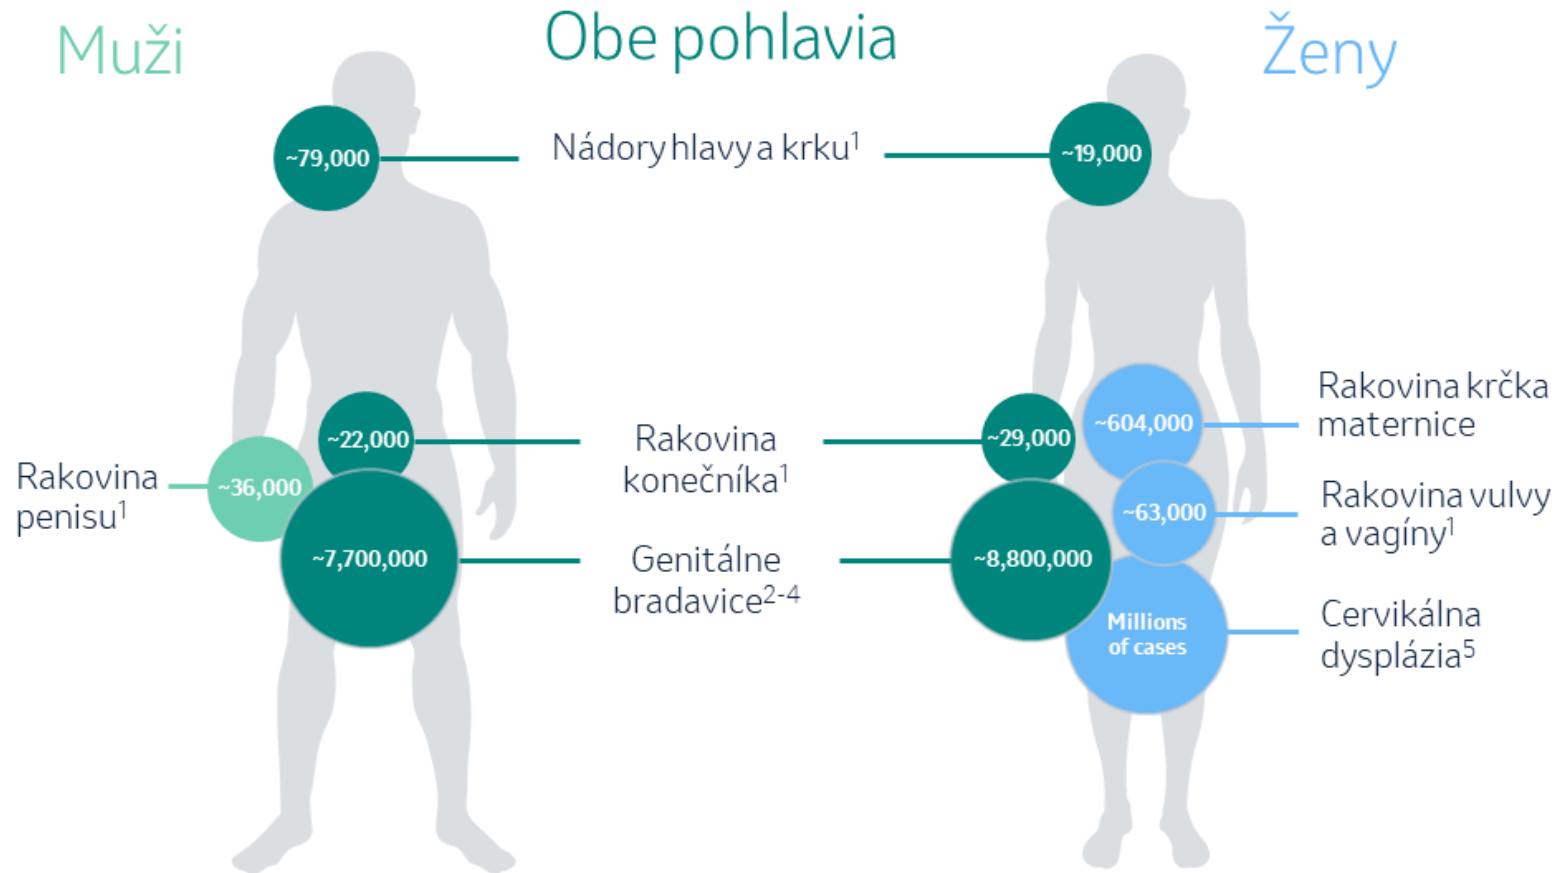 Muži
Obe pohlavia
Ženy
~79,000
Nádory hlavy a krku¹
~19,000
Rakovina
penisu¹
~36,000
~22,000
Rakovina
konečníka¹
~29,000
~604,000
Rakovina krčka
maternice
~7,700,000
Genitálne
bradavice²⁻⁴
~8,800,000
~63,000
Rakovina vulvy
a vagíny¹
Millions
of cases
Cervikálna
dysplázia⁵